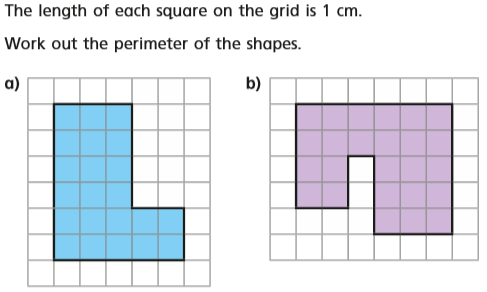 The length of each square on the grid is 1 cm.
Work out the perimeter of the shapes.
a) b)